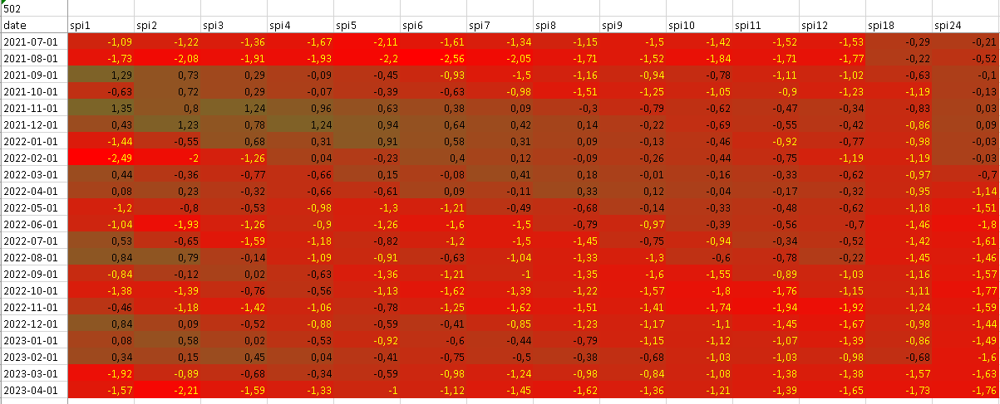 502
date spi1 spi2 spi3 spi4 spi5 spi6 spi7 spi8 spi9 spi10 spi11 spi12 spi18 spi24
2021-07-01 -1,09 -1,22 -1,36 -1,67 -2,11 -1,61 -1,34 -1,15 -1,5 -1,42 -1,52 -1,53 -0,29 -0,21
2021-08-01 -1,73 -2,08 -1,91 -1,93 -2,2 -2,56 -2,05 -1,71 -1,52 -1,84 -1,71 -1,77 -0,22 -0,52
2021-09-01 1,29 0,73 0,29 -0,09 -0,45 -0,93 -1,5 -1,16 -0,94 -0,78 -1,11 -1,02 -0,63 -0,1
2021-10-01 -0,63 0,72 0,29 -0,07 -0,39 -0,63 -0,98 -1,51 -1,25 -1,05 -0,9 -1,23 -1,19 -0,13
2021-11-01 1,35 0,8 1,24 0,96 0,63 0,38 0,09 -0,3 -0,79 -0,62 -0,47 -0,34 -0,83 0,03
2021-12-01 0,43 1,23 0,78 1,24 0,94 0,64 0,42 0,14 -0,22 -0,69 -0,55 -0,42 -0,86 0,09
2022-01-01 -1,44 -0,55 0,68 0,31 0,91 0,58 0,31 0,09 -0,13 -0,46 -0,92 -0,77 -0,98 -0,03
2022-02-01 -2,49 -2 -1,26 0,04 -0,23 0,4 0,12 -0,09 -0,26 -0,44 -0,75 -1,19 -1,19 -0,03
2022-03-01 0,44 -0,36 -0,77 -0,66 0,15 -0,08 0,41 0,18 -0,01 -0,16 -0,33 -0,62 -0,97 -0,7
2022-04-01 0,08 0,23 -0,32 -0,66 -0,61 0,09 -0,11 0,33 0,12 -0,04 -0,17 -0,32 -0,95 -1,14
2022-05-01 -1,2 -0,8 -0,53 -0,98 -1,3 -1,21 -0,49 -0,68 -0,14 -0,33 -0,48 -0,62 -1,18 -1,51
2022-06-01 -1,04 -1,93 -1,26 -0,9 -1,26 -1,6 -1,5 -0,79 -0,97 -0,39 -0,56 -0,7 -1,46 -1,8
2022-07-01 0,53 -0,65 -1,59 -1,18 -0,82 -1,2 -1,5 -1,45 -0,75 -0,94 -0,34 -0,52 -1,42 -1,61
2022-08-01 0,84 0,79 -0,14 -1,09 -0,91 -0,63 -1,04 -1,33 -1,3 -0,6 -0,78 -0,22 -1,45 -1,46
2022-09-01 -0,84 -0,12 0,02 -0,63 -1,36 -1,21 -1 -1,35 -1,6 -1,55 -0,89 -1,03 -1,16 -1,57
2022-10-01 -1,38 -1,39 -0,76 -0,56 -1,13 -1,62 -1,39 -1,22 -1,57 -1,8 -1,76 -1,15 -1,11 -1,77
2022-11-01 -0,46 -1,18 -1,42 -1,06 -0,78 -1,25 -1,62 -1,51 -1,41 -1,74 -1,94 -1,92 -1,24 -1,59
2022-12-01 0,84 0,09 -0,52 -0,88 -0,59 -0,41 -0,85 -1,23 -1,17 -1,1 -1,45 -1,67 -0,98 -1,44
2023-01-01 0,08 0,58 0,02 -0,53 -0,92 -0,6 -0,44 -0,79 -1,15 -1,12 -1,07 -1,39 -0,86 -1,49
2023-02-01 0,34 0,15 0,45 0,04 -0,41 -0,75 -0,5 -0,38 -0,68 -1,03 -1,03 -0,98 -0,68 -1,6
2023-03-01 -1,92 -0,89 -0,68 -0,34 -0,59 -0,98 -1,24 -0,98 -0,84 -1,08 -1,38 -1,38 -1,57 -1,63
2023-04-01 -1,57 -2,21 -1,59 -1,33 -1 -1,12 -1,45 -1,62 -1,36 -1,21 -1,39 -1,65 -1,73 -1,76